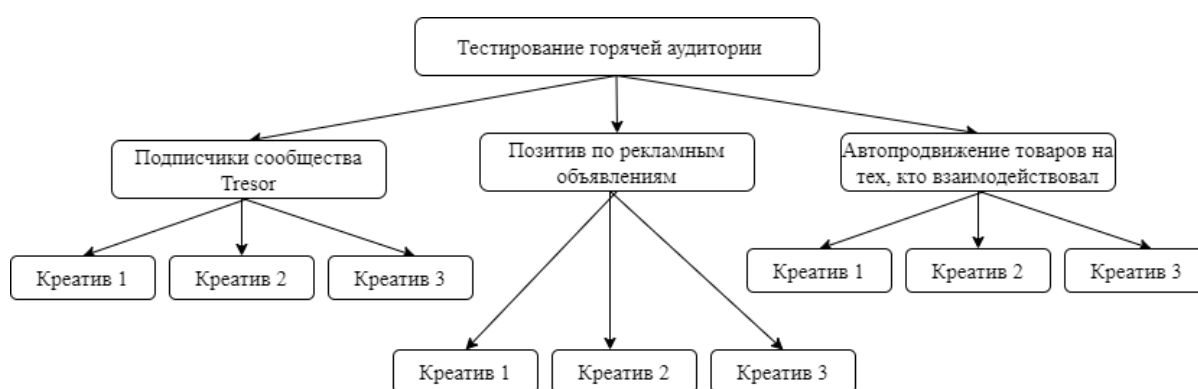 Тестирование горячей аудитории
Подписчики сообщества
Tresor
Позитив по рекламным
объявлениям
Автопродвижение товаров на
тех, кто взаимодействовал
Креатив 1
Креатив 2
Креатив 3
Креатив 1
Креатив 2
Креатив 3
Креатив 1
Креатив 2
Креатив 3